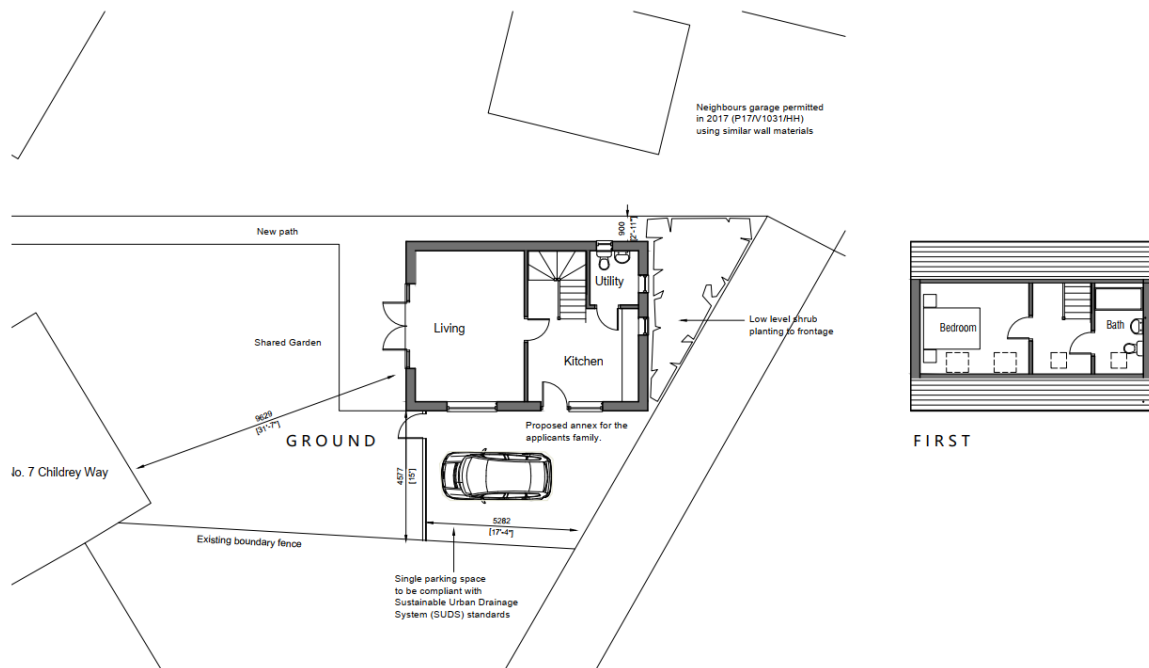 Neighbours garage permitted
in 2017 (P17/V1031/HH)
using similar wall materials
New path
900
[2'-11"]
Utility
Living
Low level shrub
planting to frontage
Kitchen
Shared Garden
Bedroom
Bath
9629
[31'-7"]
GROUND
Proposed annex for the
applicants family.
FIRST
No. 7 Childrey Way
4577
[15"]
5282
[17'-4"]
Existing boundary fence
Single parking space
to be compliant with
Sustainable Urban Drainage
System (SUDS) standards